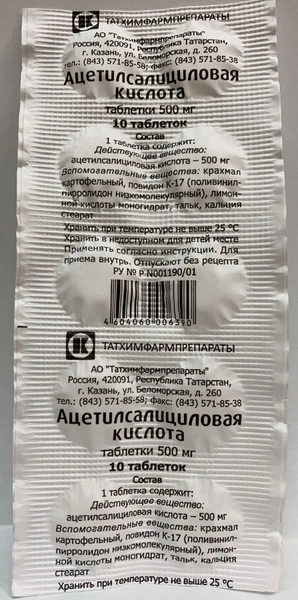 ТАТХИМФАРМПРЕПАРАТЫ
АО "Татхимфармпрепараты"
Россия, 420091, Республика Татарстан,
г. Казань, ул. Беломорская, д. 260
тел.: (843) 571-85-58; факс: (843) 571-85-38
Ацетилсалициловая
кислота
таблетки 500 мг
10 таблеток
Состав
1 таблетка содержит:
Действующее вещество:
ацетилсалициловая кислота – 500 мг
Вспомогательные вещества: крахмал
картофельный, повидон К-17 (поливинил-
пирролидон низкомолекулярный), лимон-
ной кислоты моногидрат, тальк, кальция
стеарат
Хранить при температуре не выше 25 °С
Хранить в недоступном для детей месте
Применять согласно инструкции. Для
приема внутрь. Отпускают без рецепта
РУ № Р N001190/01
4 604060 006390
ТАТХИМФАРМПРЕПАРАТЫ
АО "Татхимфармпрепараты"
Россия, 420091, Республика Татарстан,
г. Казань, ул. Беломорская, д. 260
тел.: (843) 571-85-58; факс: (843) 571-85-38
Ацетилсалициловая
кислота
таблетки 500 мг
10 таблеток
Состав
1 таблетка содержит:
Действующее вещество:
ацетилсалициловая кислота – 500 мг
Вспомогательные вещества: крахмал
картофельный, повидон К-17 (поливинил-
пирролидон низкомолекулярный), лимон-
ной кислоты моногидрат, тальк, кальция
стеарат
Хранить при температуре не выше 25 °С